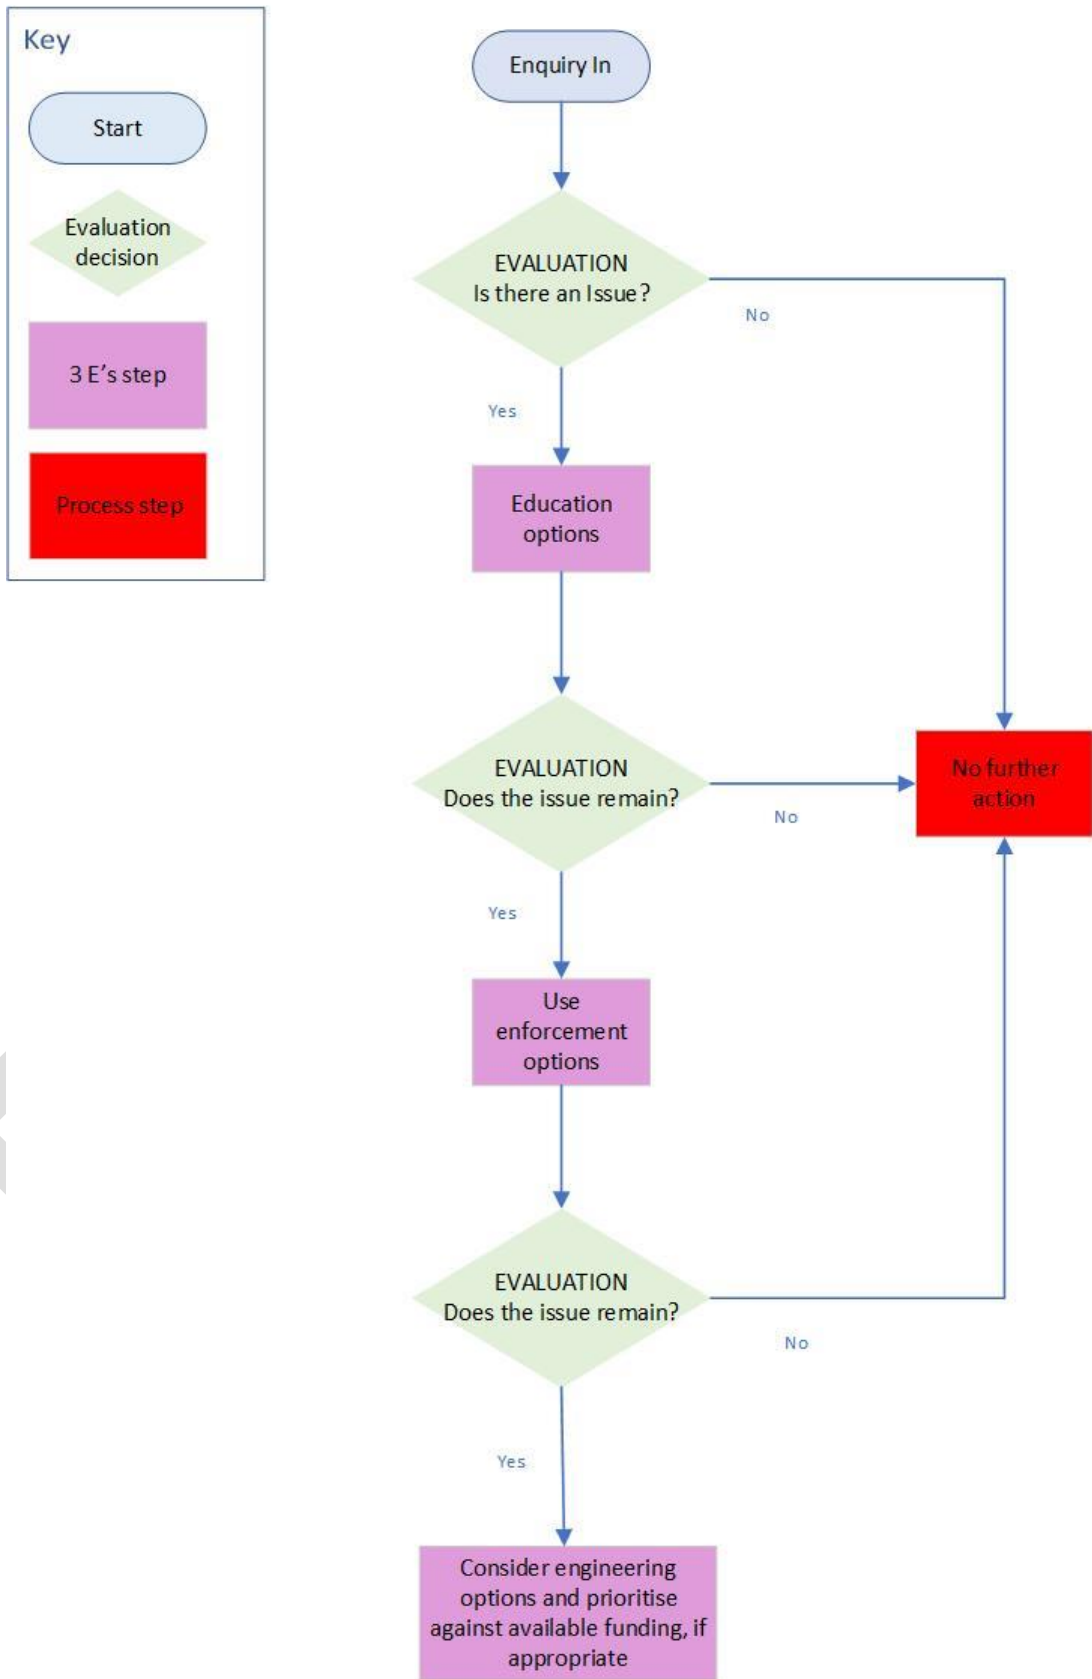 Key
Start
Evaluation
decision
3 E's step
Process step
Enquiry In
EVALUATION
Is there an Issue?
No
Yes
Education
options
EVALUATION
Does the issue remain?
No
No further
action
Yes
Use
enforcement
options
EVALUATION
Does the issue remain?
No
Yes
Consider engineering
options and prioritise
against available funding, if
appropriate